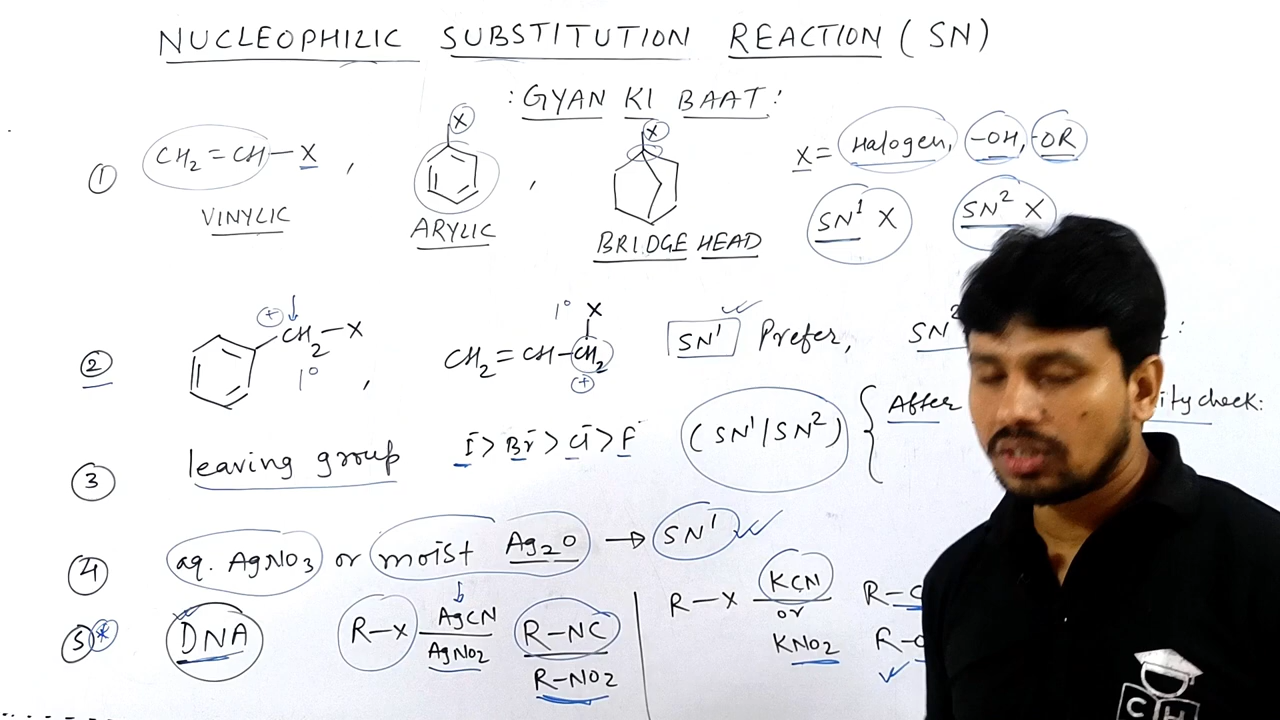 NUCLEOPHILIC SUBSTITUTION REACTION (SN)
: GYAN KI BAAT :
① CH2=CH-X , X , X X = Halogen, -OH, -OR
VINYLIC ARYLIC BRIDGE HEAD SN1 X SN2 X
② + CH2-X 1° , CH2=CH-CH2 X 1° + SN1 Prefer, SN2 :
③ leaving group I⁻ > Br⁻ > Cl⁻ > F⁻ (SN1/SN2) { After check:
④ aq. AgNO3 or moist Ag2O → SN1
⑤* DNA R-X AgCN R-NC R-X KCN
AgNO2 R-NO2 or KNO2
C H